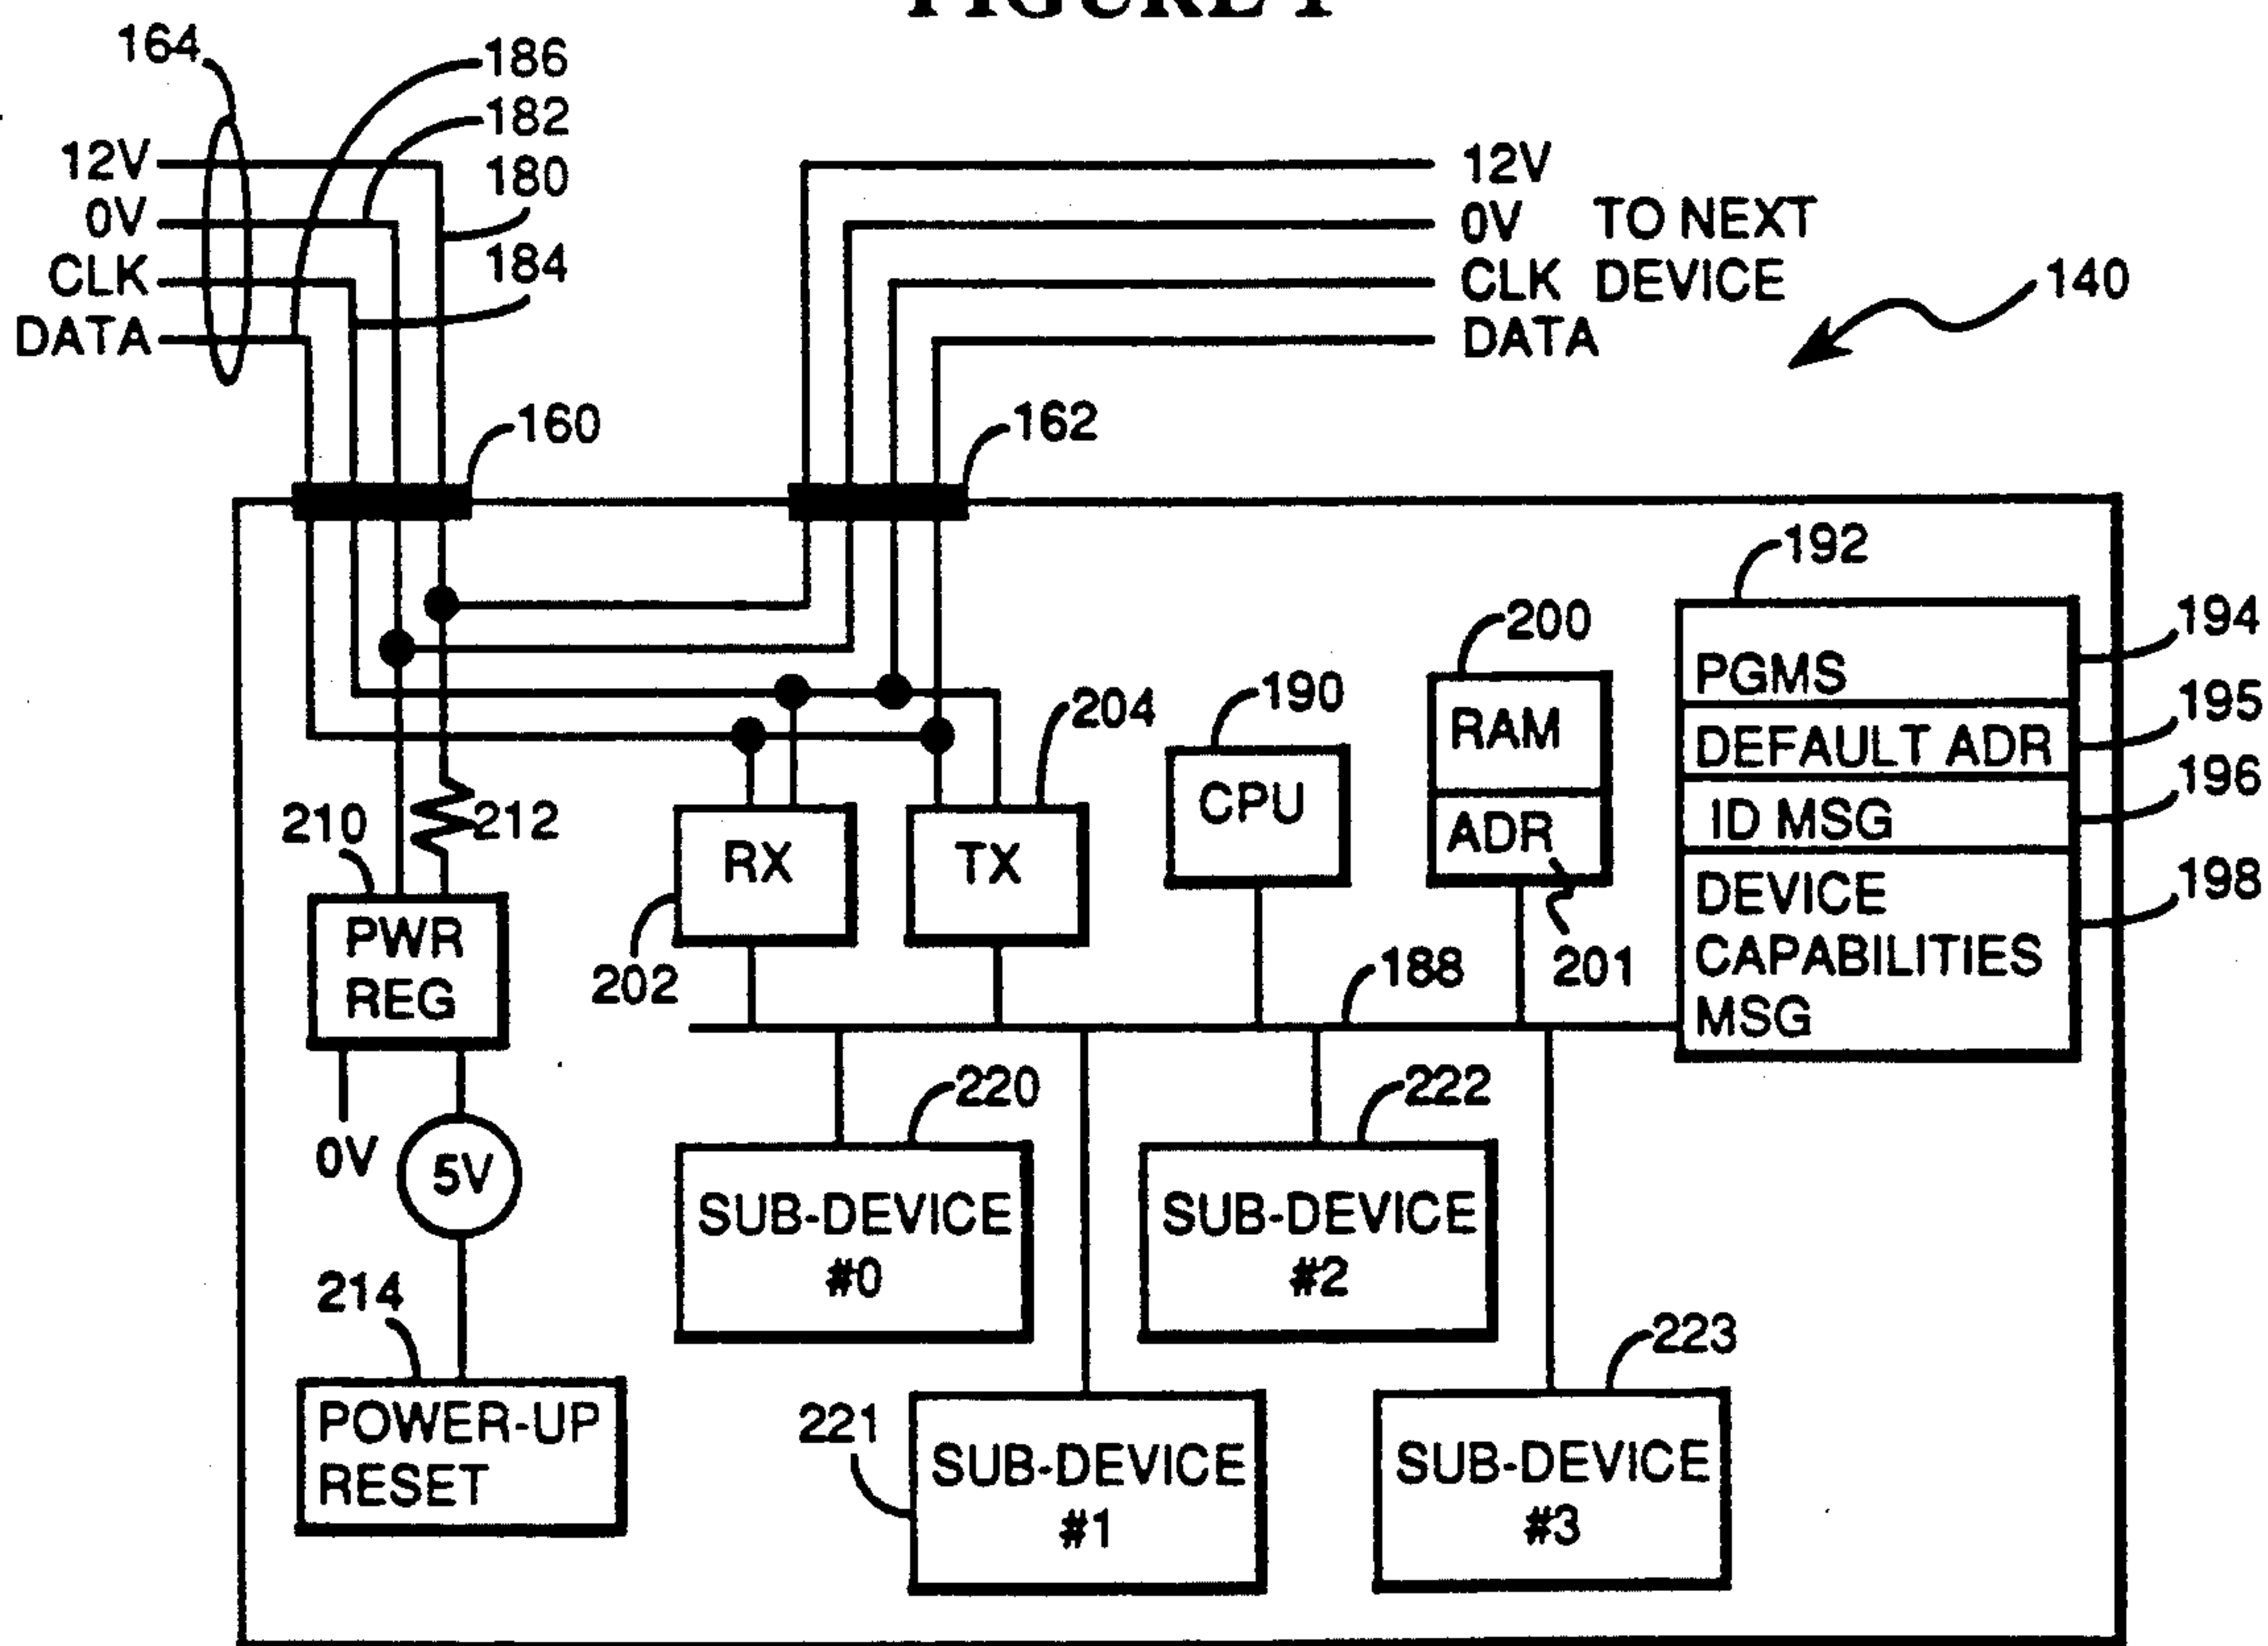 164
186
182
180
184
12V
0V
CLK
DATA
12V
0V TO NEXT
CLK DEVICE
DATA
140
160
162
192
194
195
196
198
PGMS
DEFAULT ADR
ID MSG
DEVICE
CAPABILITIES
MSG
200
RAM
ADR
201
190
CPU
204
TX
RX
202
188
210
212
PWR
REG
0V
5V
214
POWER-UP
RESET
220
SUB-DEVICE
#0
222
SUB-DEVICE
#2
221
SUB-DEVICE
#1
223
SUB-DEVICE
#3